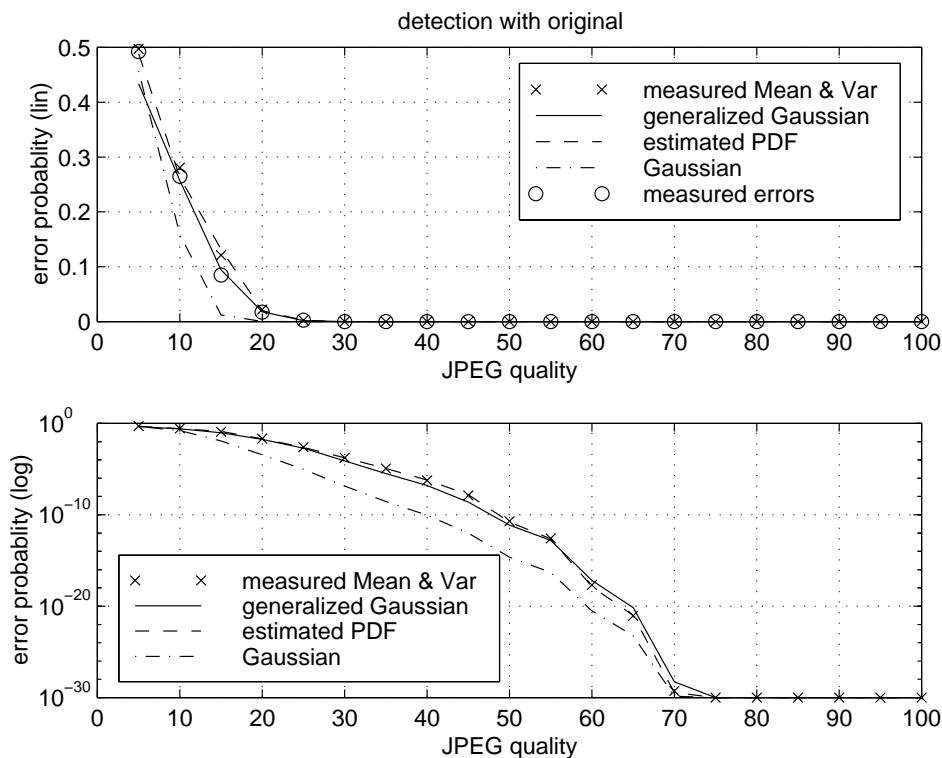 detection with original
error probablity (lin)
0.5
0.4
0.3
0.2
0.1
0
measured Mean & Var
generalized Gaussian
estimated PDF
Gaussian
measured errors
0 10 20 30 40 50 60 70 80 90 100
JPEG quality
error probablity (log)
10^0
10^-10
10^-20
10^-30
measured Mean & Var
generalized Gaussian
estimated PDF
Gaussian
0 10 20 30 40 50 60 70 80 90 100
JPEG quality